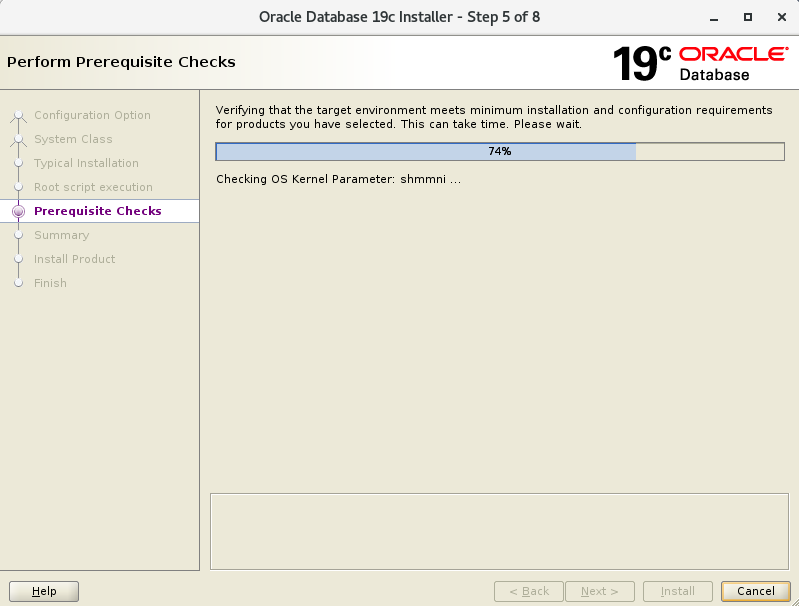 Oracle Database 19c Installer - Step 5 of 8
Perform Prerequisite Checks
19c ORACLE
Database
Configuration Option
System Class
Typical Installation
Root script execution
Prerequisite Checks
Summary
Install Product
Finish
Verifying that the target environment meets minimum installation and configuration requirements
for products you have selected. This can take time. Please wait.
74%
Checking OS Kernel Parameter: shmmni ...
Help
< Back
Next >
Install
Cancel